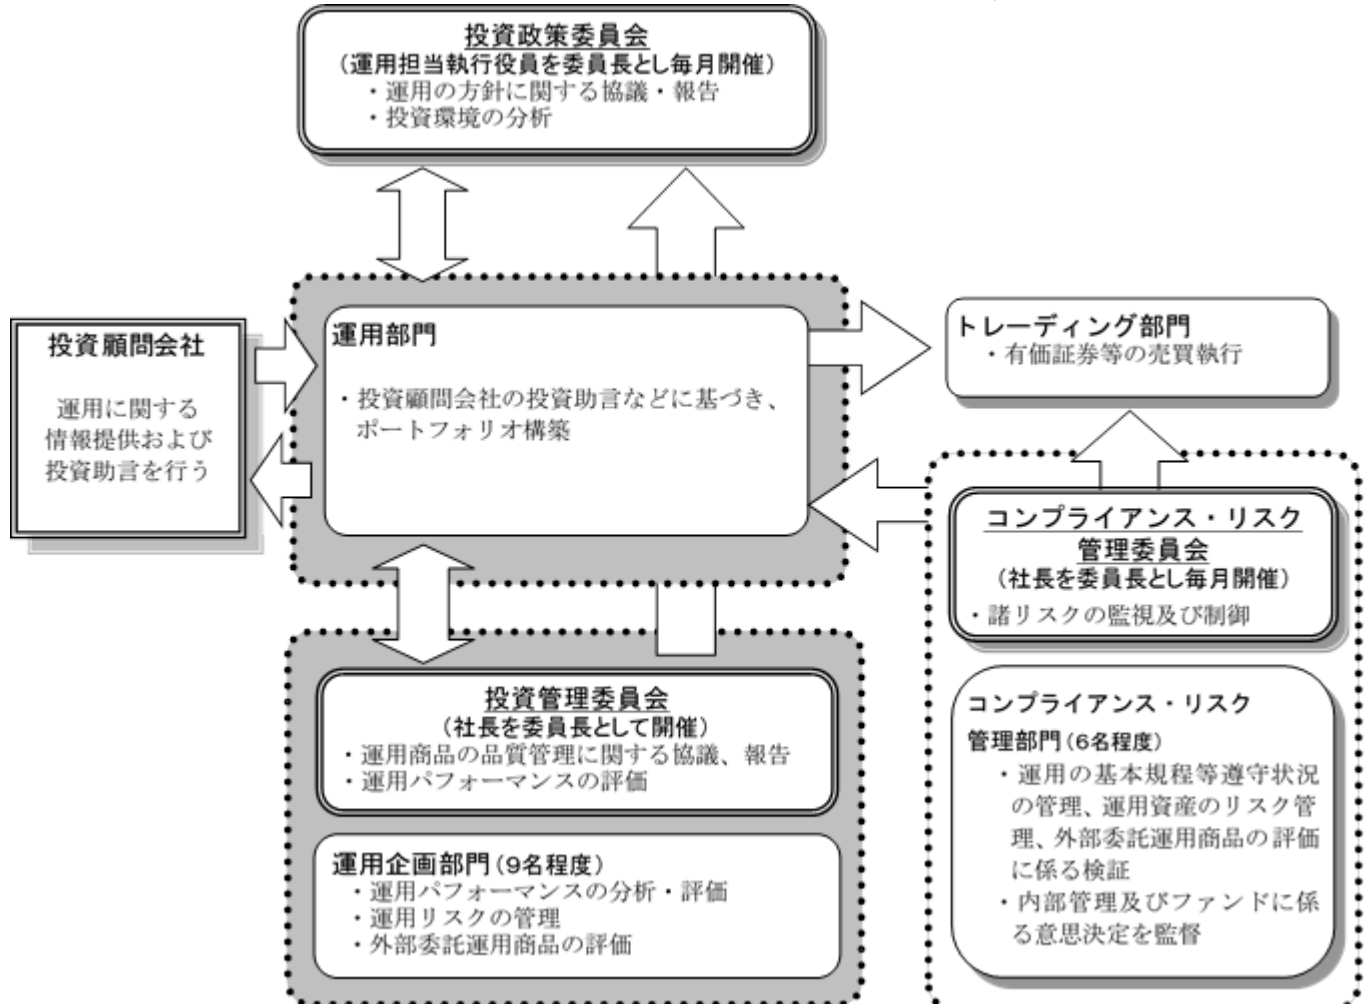 投資政策委員会
（運用担当執行役員を委員長とし毎月開催）
・運用の方針に関する協議・報告
・投資環境の分析
投資顧問会社
運用に関する
情報提供および
投資助言を行う
運用部門
・投資顧問会社の投資助言などに基づき、
ポートフォリオ構築
トレーディング部門
・有価証券等の売買執行
コンプライアンス・リスク
管理委員会
（社長を委員長とし毎月開催）
・諸リスクの監視及び制御
コンプライアンス・リスク
管理部門（6名程度）
・運用の基本規程等遵守状況
の管理、運用資産のリスク管
理、外部委託運用商品の評価
に係る検証
・内部管理及びファンドに係
る意思決定を監督
投資管理委員会
（社長を委員長として開催）
・運用商品の品質管理に関する協議、報告
・運用パフォーマンスの評価
運用企画部門（9名程度）
・運用パフォーマンスの分析・評価
・運用リスクの管理
・外部委託運用商品の評価